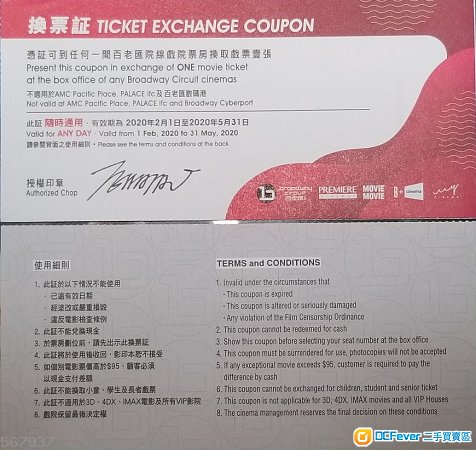 換票証 TICKET EXCHANGE COUPON
憑証可到任何一間百老匯院線戲院票房換取戲票壹張
Present this coupon in exchange of ONE movie ticket
at the box office of any Broadway Circuit cinemas
不適用於AMC Pacific Place, PALACE ifc及百老匯數碼港
Not valid at AMC Pacific Place, PALACE ifc and Broadway Cyberport
此証 隨時適用，有效期為 2020年2月1日至2020年5月31日
Valid for ANY DAY，Valid from 1 Feb, 2020 to 31 May, 2020
請參閱背面之使用細則 • Please see the terms and conditions at the back
授權印章
Authorized Chop
broadway CIRCUIT 百老匯院線
PREMIERE ELEMENTS
MOVIE MOVIE
B+ cinema
my
使用細則
1. 此証於以下情況不能使用
· 已逾有效日期
· 經塗改或嚴重損毀
· 違反電影檢查條例
2. 此証不能兌換現金
3. 於票房劃位前，請先出示此換票証
4. 此証將於使用後收回，影印本恕不接受
5. 如個別電影票價高於$95，顧客必須
以現金支付差額
6. 此証不能換取小童、學生及長者戲票
7. 此証不適用於3D、4DX、IMAX電影及所有VIP影院
8. 戲院保留最後決定權
TERMS and CONDITIONS
1. Invalid under the circumstances that
· This coupon is expired
· This coupon is altered or seriously damaged
· Any violation of the Film Censorship Ordinance
2. This coupon cannot be redeemed for cash
3. Show this coupon before selecting your seat number at the box office
4. This coupon must be surrendered for use, photocopies will not be accepted
5. If any movie price exceeds $95, customer is required to pay the
difference by cash
6. This coupon cannot be exchanged for children, student and senior ticket
7. This coupon is not applicable for 3D, 4DX, IMAX movies and all VIP Houses
8. The cinema management reserves the final decision on these conditions
567937
DCFever 二手買賣區